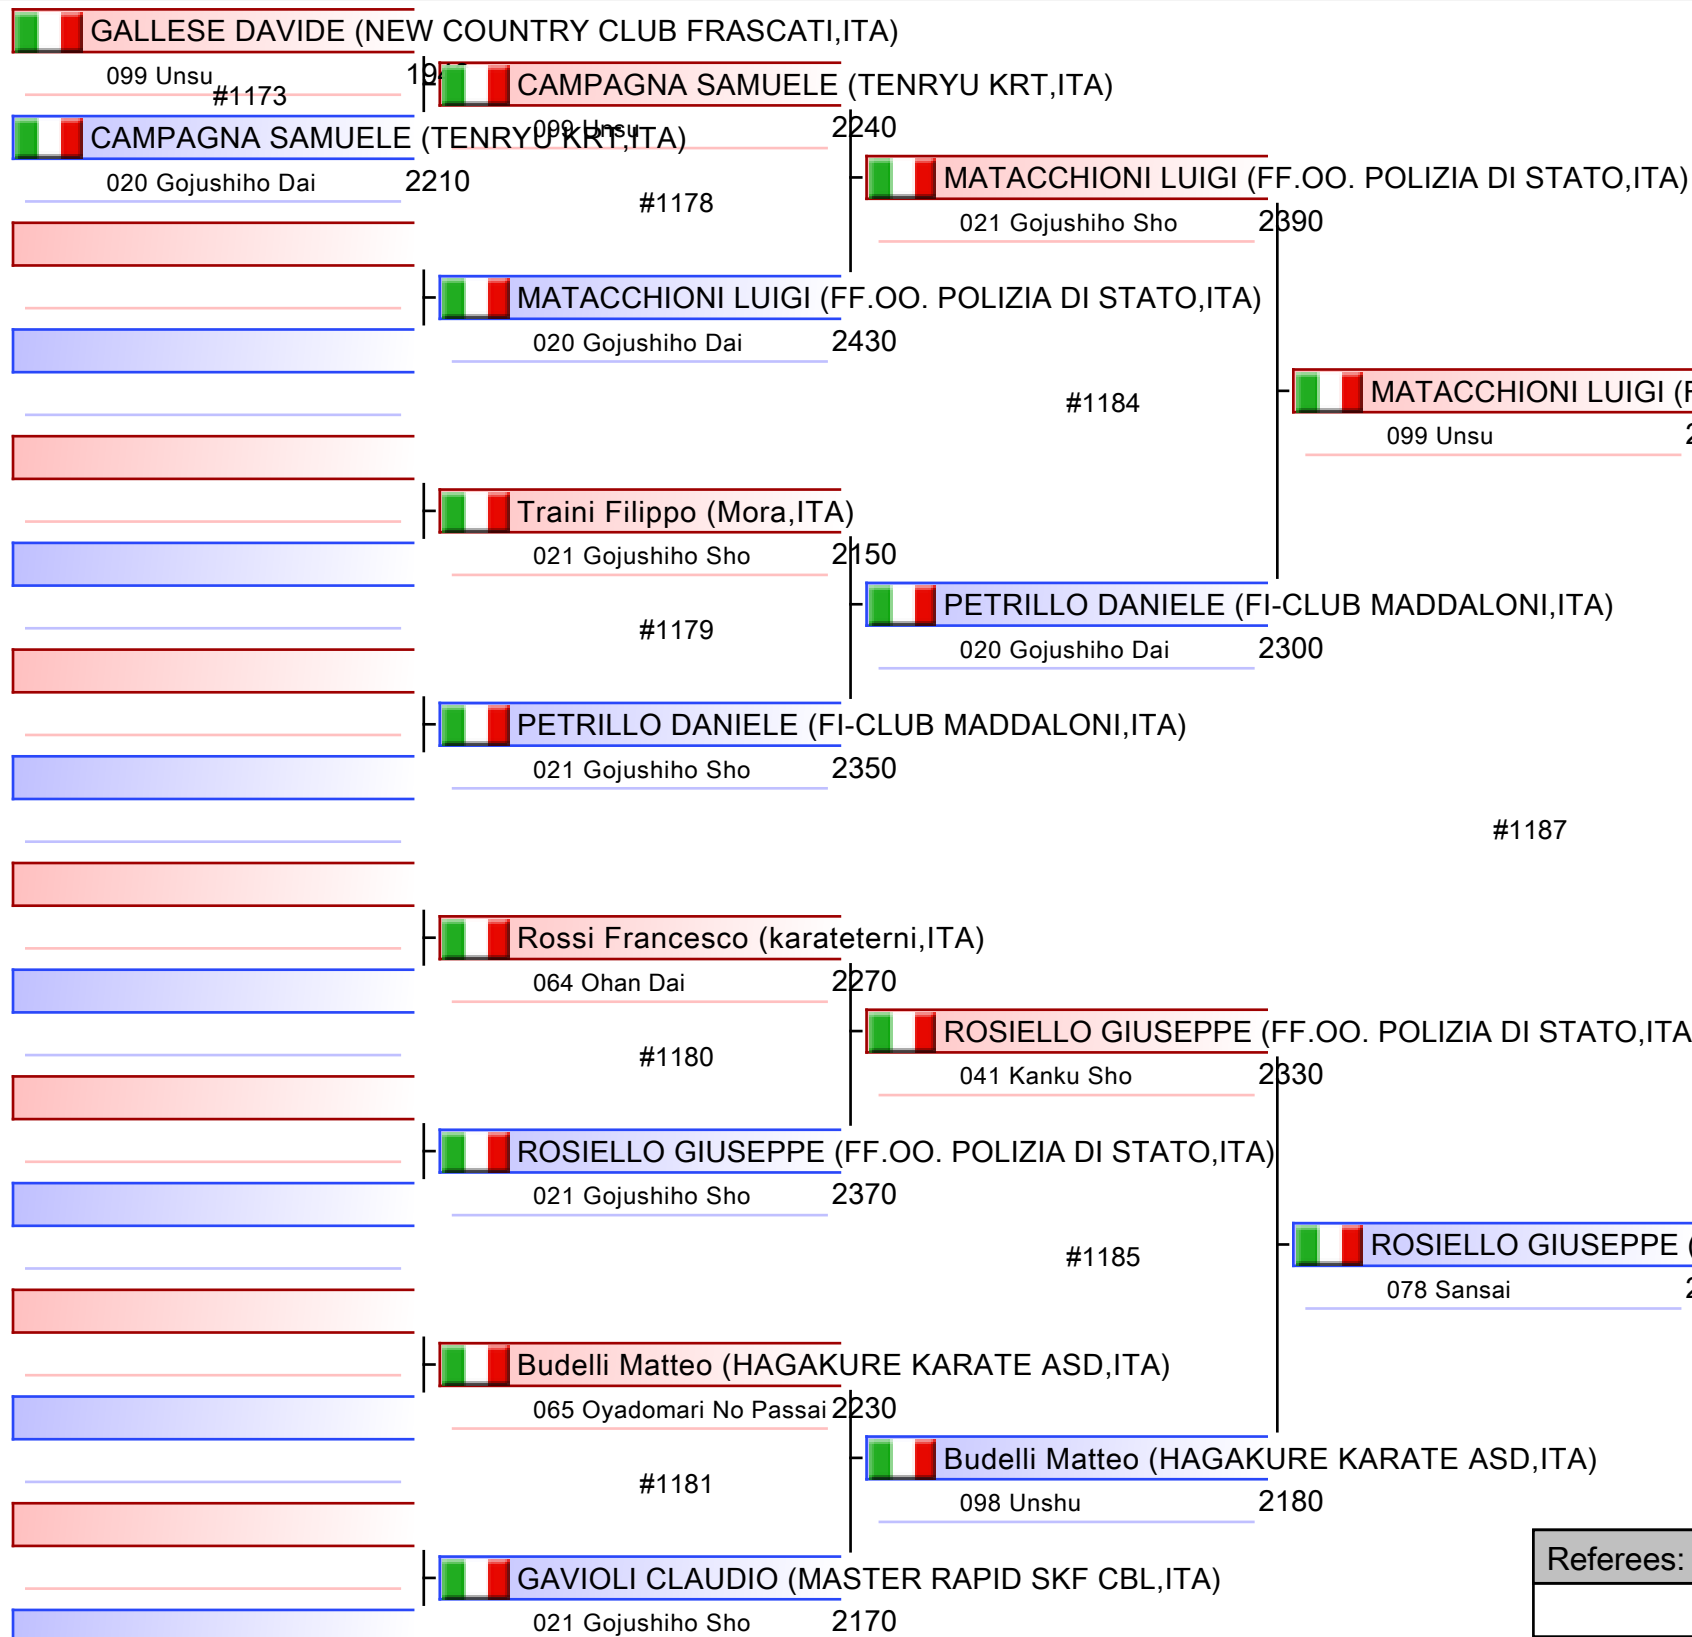 GALLESE DAVIDE (NEW COUNTRY CLUB FRASCATI,ITA)
099 Unsu
#1173
CAMPAGNA SAMUELE (TENRYU KRT,ITA)
020 Gojushiho Dai 2210
CAMPAGNA SAMUELE (TENRYU KRT,ITA)
099 Unsu 2240
#1178
MATACCHIONI LUIGI (FF.OO. POLIZIA DI STATO,ITA)
020 Gojushiho Dai 2430
MATACCHIONI LUIGI (FF.OO. POLIZIA DI STATO,ITA)
021 Gojushiho Sho 2390
#1184
MATACCHIONI LUIGI (F
099 Unsu 2
Traini Filippo (Mora,ITA)
021 Gojushiho Sho 2150
#1179
PETRILLO DANIELE (FI-CLUB MADDALONI,ITA)
021 Gojushiho Sho 2350
PETRILLO DANIELE (FI-CLUB MADDALONI,ITA)
020 Gojushiho Dai 2300
#1187
Rossi Francesco (karateterni,ITA)
064 Ohan Dai 2270
#1180
ROSIELLO GIUSEPPE (FF.OO. POLIZIA DI STATO,ITA)
021 Gojushiho Sho 2370
ROSIELLO GIUSEPPE (FF.OO. POLIZIA DI STATO,ITA
041 Kanku Sho 2330
#1185
ROSIELLO GIUSEPPE (
078 Sansai 2
Budelli Matteo (HAGAKURE KARATE ASD,ITA)
065 Oyadomari No Passai 2230
#1181
GAVIOLI CLAUDIO (MASTER RAPID SKF CBL,ITA)
021 Gojushiho Sho 2170
Budelli Matteo (HAGAKURE KARATE ASD,ITA)
098 Unshu 2180
Referees: